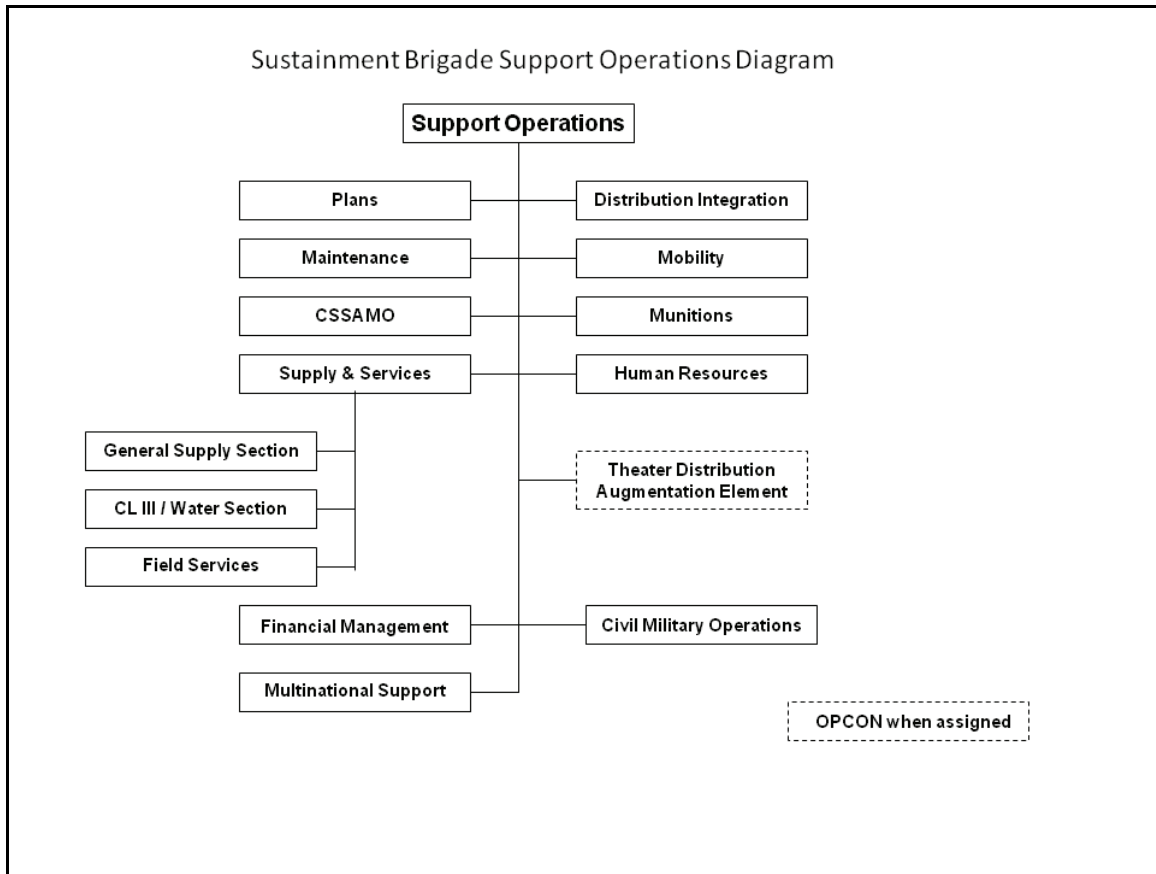 Sustainment Brigade Support Operations Diagram
Support Operations
Plans
Distribution Integration
Maintenance
Mobility
CSSAMO
Munitions
Supply & Services
Human Resources
General Supply Section
CL III / Water Section
Field Services
Theater Distribution
Augmentation Element
Financial Management
Civil Military Operations
Multinational Support
OPCON when assigned